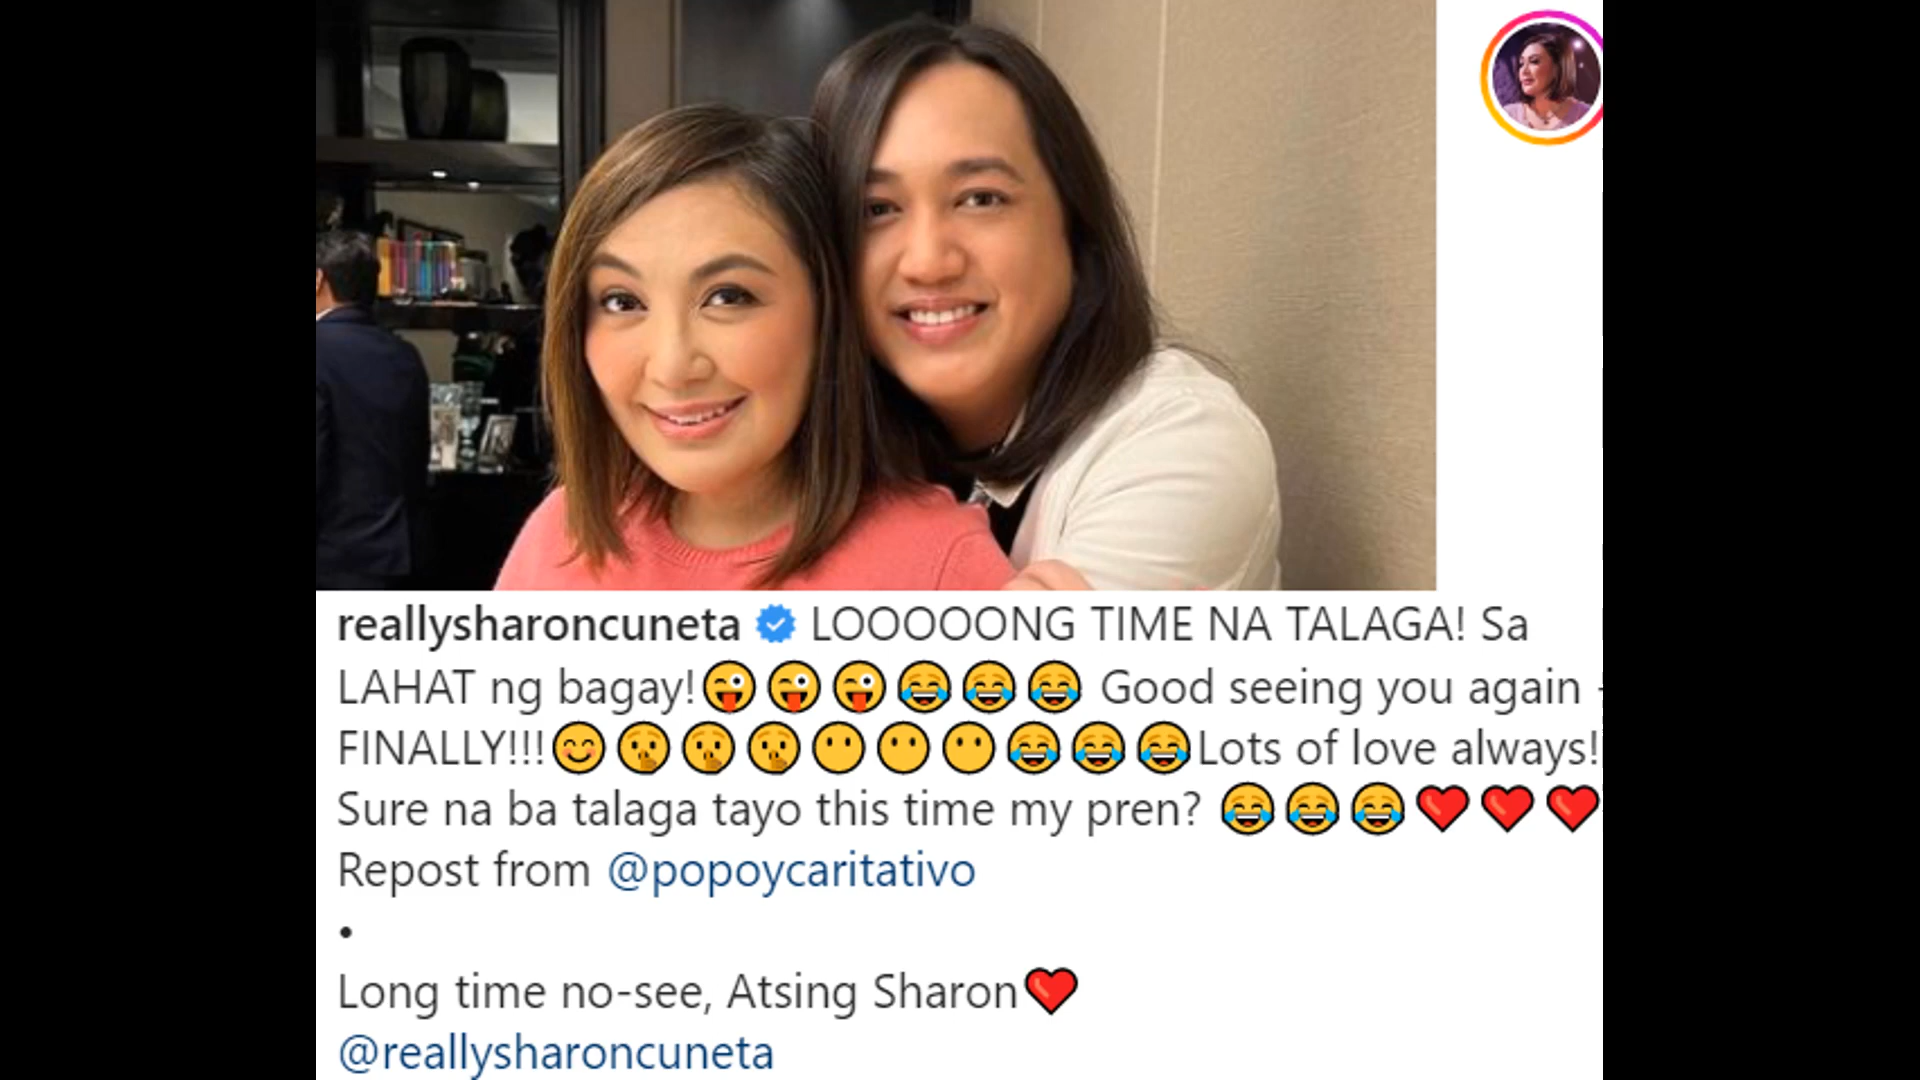 reallysharoncuneta LOOOOONG TIME NA TALAGA! Sa
LAHAT ng bagay!😜😜😜😂😂😂 Good seeing you again -
FINALLY!!!😊🤫🤫🤫😶😶😶😂😂😂Lots of love always!
Sure na ba talaga tayo this time my pren? 😂😂😂❤️❤️❤️
Repost from @popoycaritativo
•
Long time no-see, Atsing Sharon❤️
@reallysharoncuneta